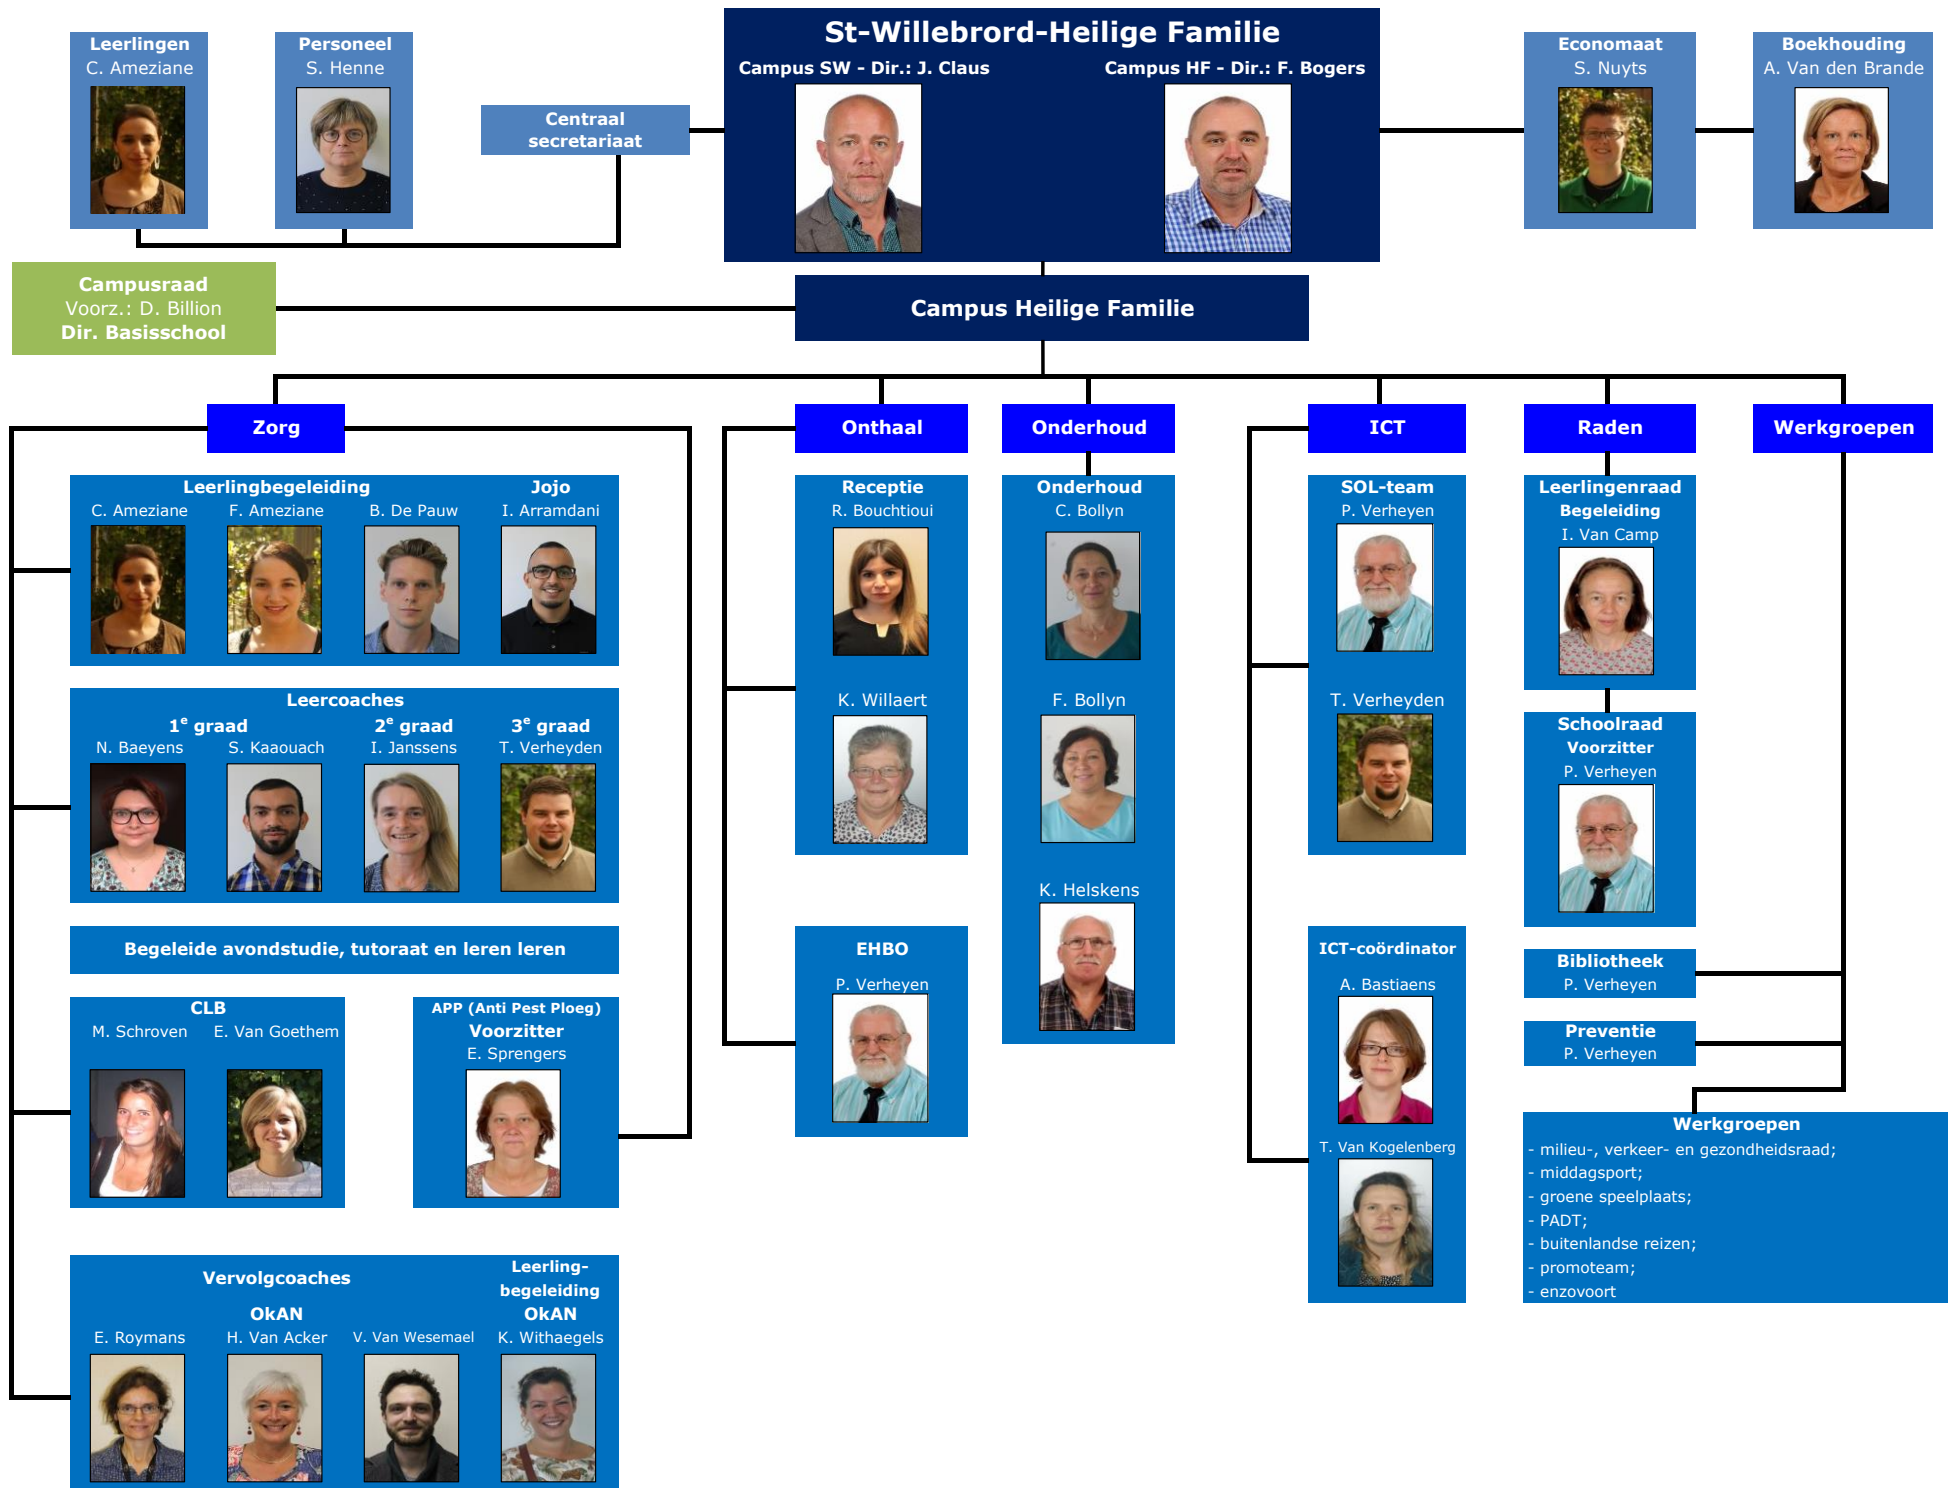 St-Willebrord-Heilige Familie
Campus SW - Dir.: J. Claus
Campus HF - Dir.: F. Bogers
Leerlingen
C. Ameziane
Personeel
S. Henne
Centraal
secretariaat
Economaat
S. Nuyts
Boekhouding
A. Van den Brande
Campusraad
Voorz.: D. Billion
Dir. Basisschool
Campus Heilige Familie
Zorg
Onthaal
Onderhoud
ICT
Raden
Werkgroepen
Leerlingbegeleiding
Jojo
C. Ameziane
F. Ameziane
B. De Pauw
I. Arramdani
Leercoaches
1e graad
2e graad
3e graad
N. Baeyens
S. Kaaouach
I. Janssens
T. Verheyden
Begeleide avondstudie, tutoraat en leren leren
CLB
M. Schroven
E. Van Goethem
APP (Anti Pest Ploeg)
Voorzitter
E. Sprengers
Vervolgcoaches
OkAN
E. Roymans
H. Van Acker
V. Van Wesemael
Leerling-
begeleiding
OkAN
K. Withaegels
Receptie
R. Bouchtioui
K. Willaert
EHBO
P. Verheyen
Onderhoud
C. Bollyn
F. Bollyn
K. Helskens
SOL-team
P. Verheyen
T. Verheyden
ICT-coördinator
A. Bastiaens
T. Van Kogelenberg
Leerlingenraad
Begeleiding
I. Van Camp
Schoolraad
Voorzitter
P. Verheyen
Bibliotheek
P. Verheyen
Preventie
P. Verheyen
Werkgroepen
- milieu-, verkeer- en gezondheidsraad;
- middagsport;
- groene speelplaats;
- PADT;
- buitenlandse reizen;
- promoteam;
- enzovoort